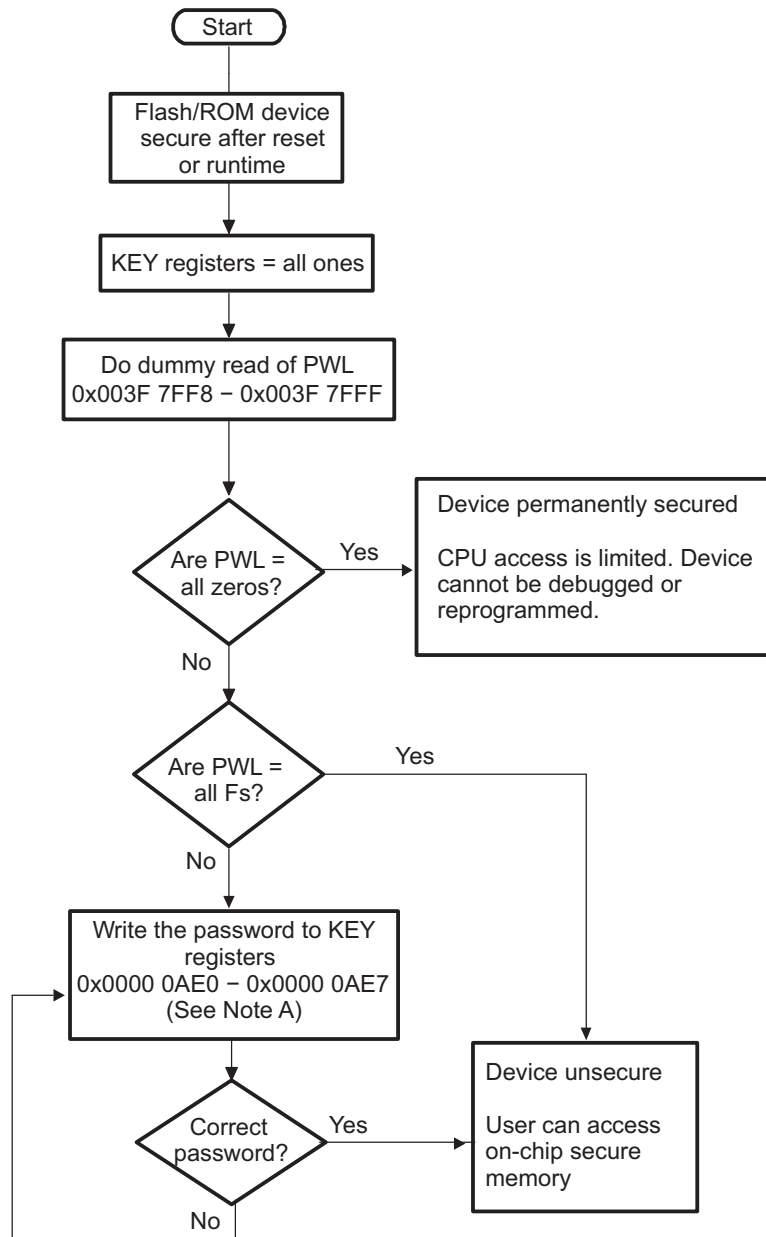 Start
Flash/ROM device
secure after reset
or runtime
KEY registers = all ones
Do dummy read of PWL
0x003F 7FF8 − 0x003F 7FFF
Are PWL =
all zeros?
Yes
Device permanently secured
CPU access is limited. Device
cannot be debugged or
reprogrammed.
No
Are PWL =
all Fs?
Yes
No
Write the password to KEY
registers
0x0000 0AE0 − 0x0000 0AE7
(See Note A)
Correct
password?
Yes
Device unsecure
User can access
on-chip secure
memory
No